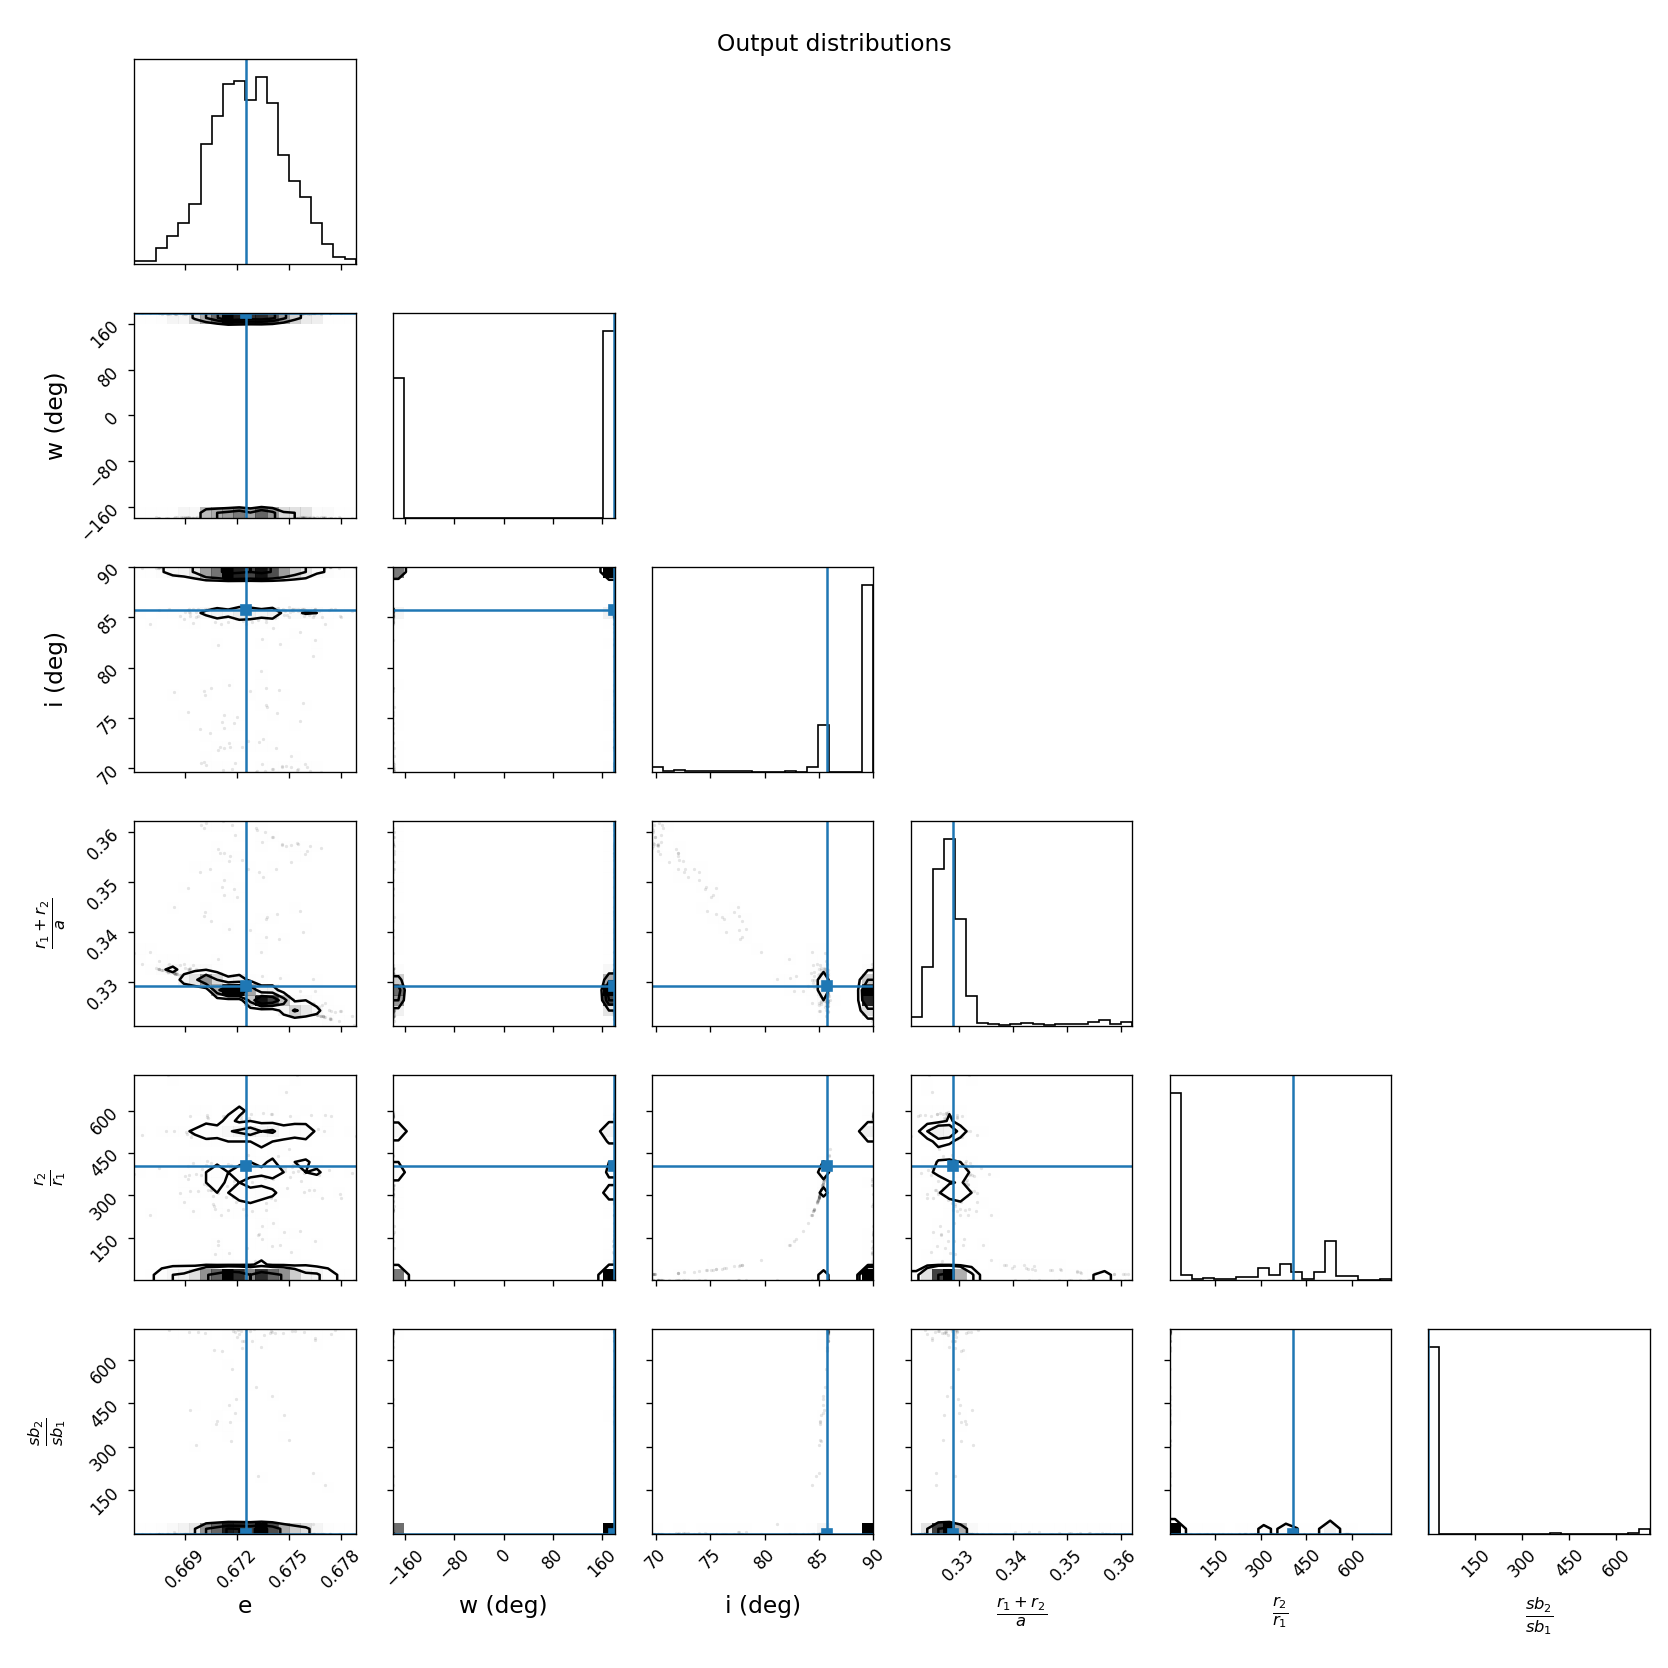 Output distributions
160
80
0
−80
−160
w (deg)
90
85
80
75
70
i (deg)
0.36
0.35
0.34
0.33
r1 + r2
a
600
450
300
150
r2
r1
600
450
300
150
sb2
sb1
0.669 0.672 0.675 0.678
−160 −80 0 80 160
70 75 80 85 90
0.33 0.34 0.35 0.36
150 300 450 600
150 300 450 600
e
w (deg)
i (deg)
r1 + r2
a
r2
r1
sb2
sb1